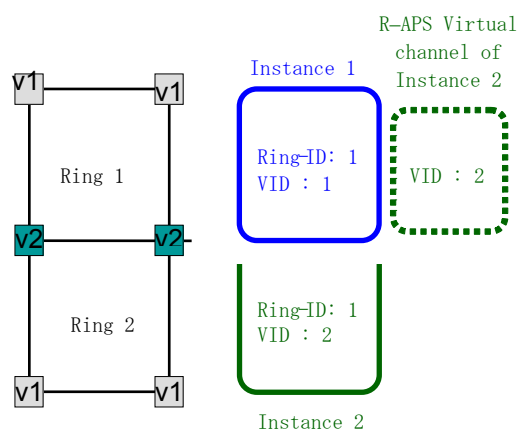 R-APS Virtual
channel of
Instance 2
Instance 1
v1
v1
Ring-ID: 1
VID : 1
Ring 1
VID : 2
v2
v2
Ring-ID: 1
VID : 2
Ring 2
v1
v1
Instance 2